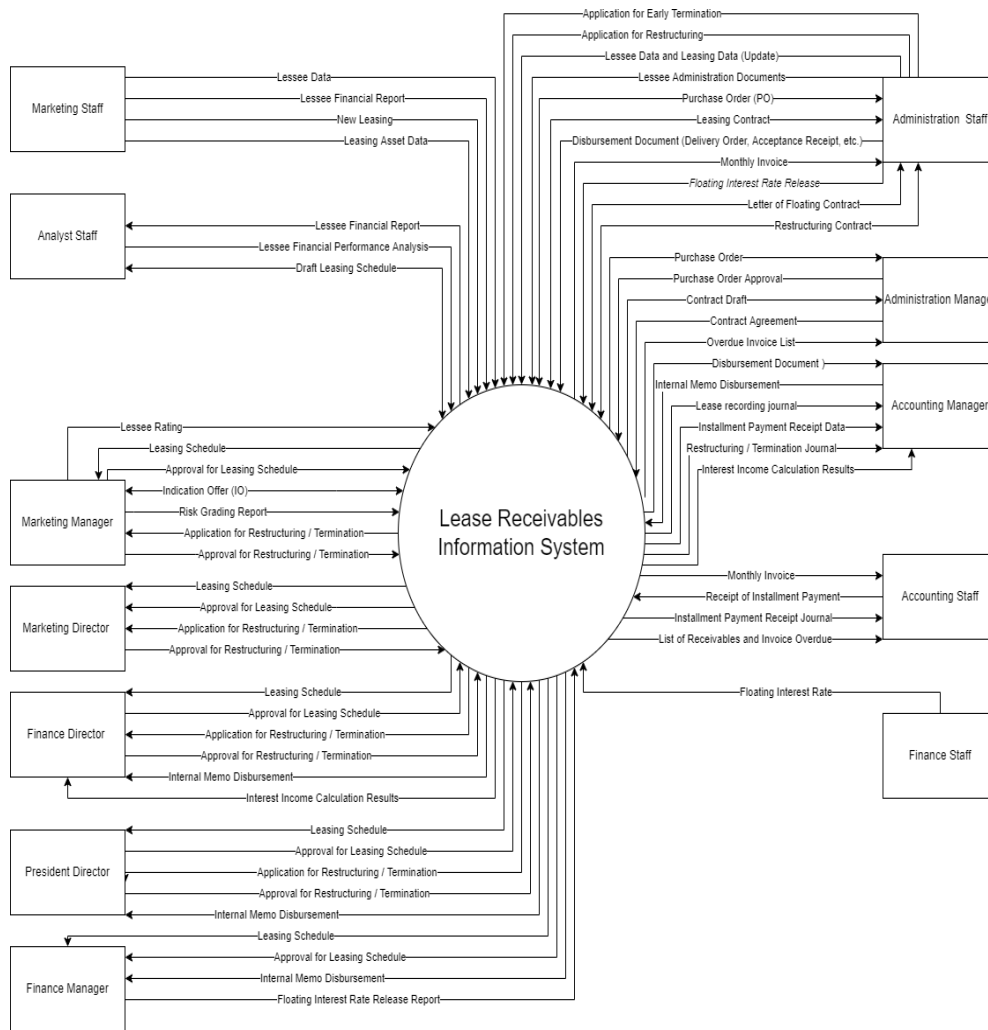 Application for Early Termination
Application for Restructuring
Lessee Data and Leasing Data (Update)
Lessee Administration Documents
Purchase Order (PO)
Leasing Contract
Disbursement Document (Delivery Order, Acceptance Receipt, etc.)
Monthly Invoice
Floating Interest Rate Release
Letter of Floating Contract
Restructuring Contract
Administration Staff
Marketing Staff
Lessee Data
Lessee Financial Report
New Leasing
Leasing Asset Data
Analyst Staff
Lessee Financial Report
Lessee Financial Performance Analysis
Draft Leasing Schedule
Purchase Order
Purchase Order Approval
Contract Draft
Contract Agreement
Overdue Invoice List
Administration Manager
Disbursement Document )
Internal Memo Disbursement
Lease recording journal
Installment Payment Receipt Data
Restructuring / Termination Journal
Interest Income Calculation Results
Accounting Manager
Lessee Rating
Leasing Schedule
Approval for Leasing Schedule
Indication Offer (IO)
Risk Grading Report
Application for Restructuring / Termination
Approval for Restructuring / Termination
Marketing Manager
Lease Receivables
Information System
Monthly Invoice
Receipt of Installment Payment
Installment Payment Receipt Journal
List of Receivables and Invoice Overdue
Accounting Staff
Leasing Schedule
Approval for Leasing Schedule
Application for Restructuring / Termination
Approval for Restructuring / Termination
Marketing Director
Leasing Schedule
Approval for Leasing Schedule
Application for Restructuring / Termination
Approval for Restructuring / Termination
Internal Memo Disbursement
Interest Income Calculation Results
Finance Director
Floating Interest Rate
Finance Staff
Leasing Schedule
Approval for Leasing Schedule
Application for Restructuring / Termination
Approval for Restructuring / Termination
Internal Memo Disbursement
President Director
Leasing Schedule
Approval for Leasing Schedule
Internal Memo Disbursement
Floating Interest Rate Release Report
Finance Manager